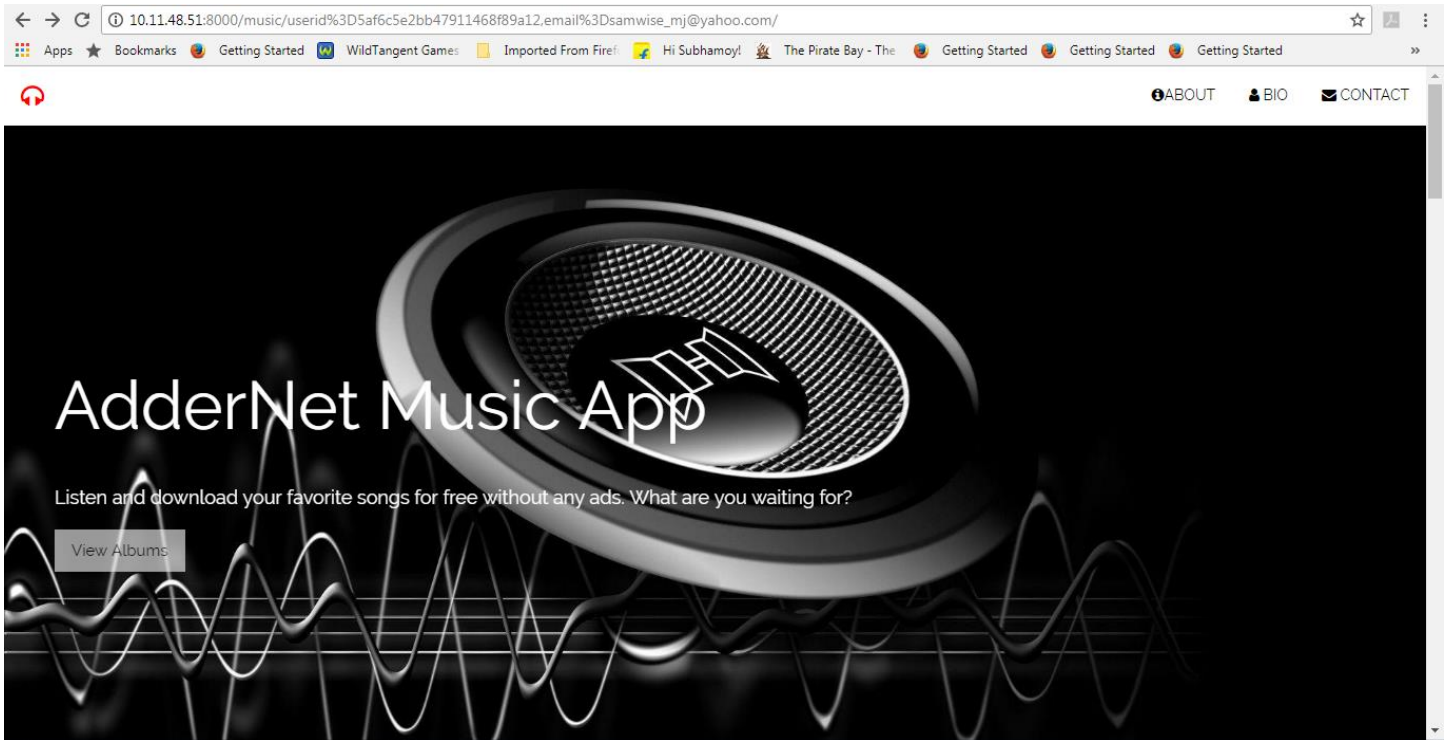 10.11.48.51:8000/music/userid%3D5af6c5e2bb47911468f89a12,email%3Dsamwise_mj@yahoo.com/
Apps Bookmarks Getting Started WildTangent Games Imported From Firef Hi Subhamoy! The Pirate Bay - The Getting Started Getting Started Getting Started »
ABOUT BIO CONTACT
AdderNet Music App
Listen and download your favorite songs for free without any ads. What are you waiting for?
View Albums